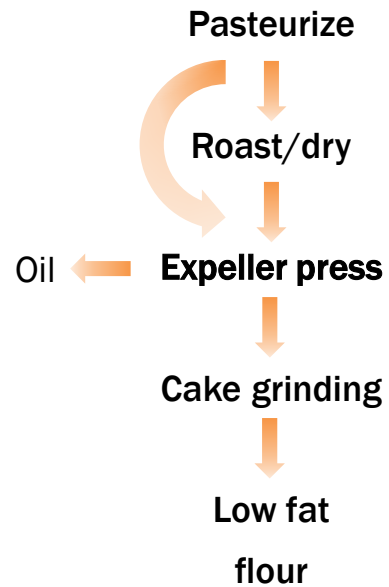 Pasteurize
Roast/dry
Oil
Expeller press
Cake grinding
Low fat
flour